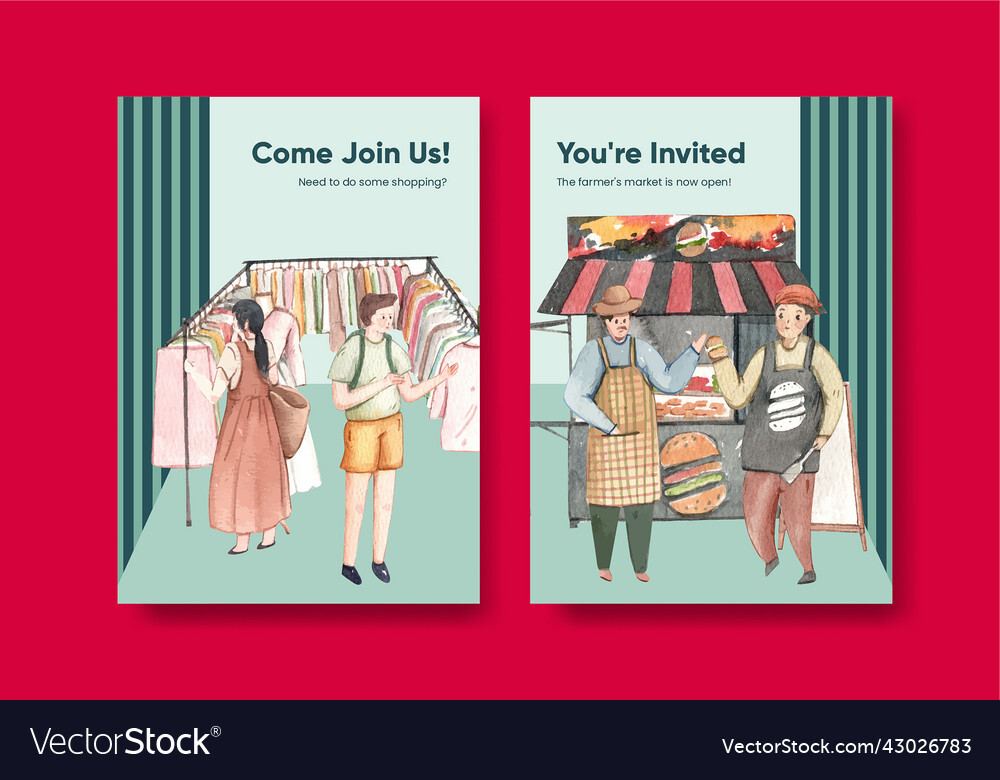 Come Join Us!
Need to do some shopping?
You're Invited
The farmer's market is now open!
VectorStock®
VectorStock.com/43026783